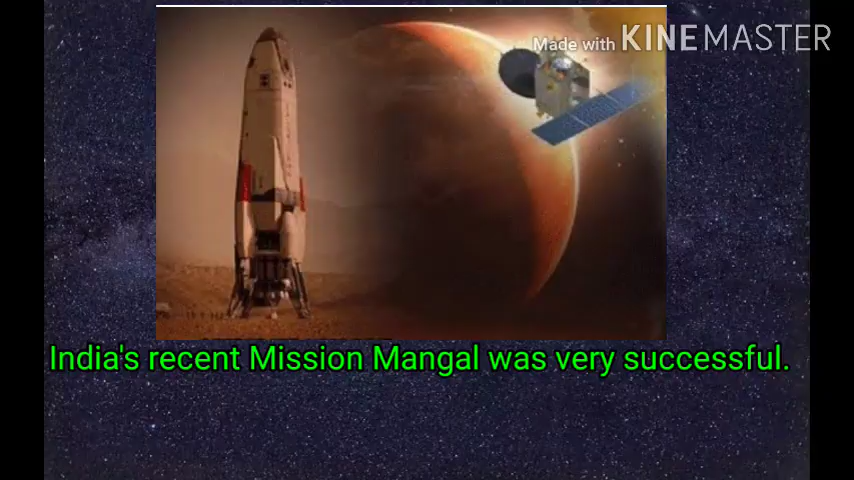 Made with KINEMASTER
India's recent Mission Mangal was very successful.